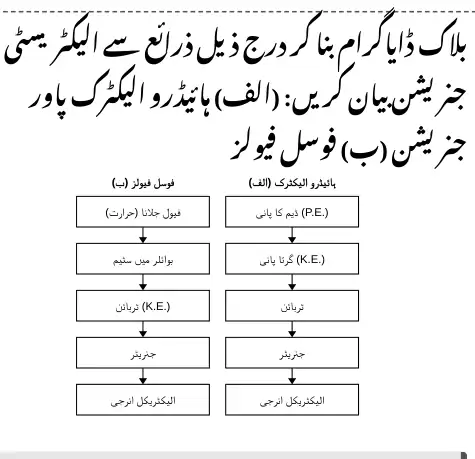 بلاک ڈایاگرام بنا کر درج ذیل ذرائع سے الیکٹریسٹی
جنریشن بیان کریں: (الف) ہائیڈرو الیکٹرک پاور
جنریشن (ب) فوسل فیولز
ہائیڈرو الیکٹرک (الف)
ڈیم کا پانی (P.E.)
گرتا پانی (K.E.)
ٹربائن
جنریٹر
الیکٹریکل انرجی
فوسل فیولز (ب)
فیول جلانا (حرارت)
بوائلر میں سٹیم
ٹربائن (K.E.)
جنریٹر
الیکٹریکل انرجی